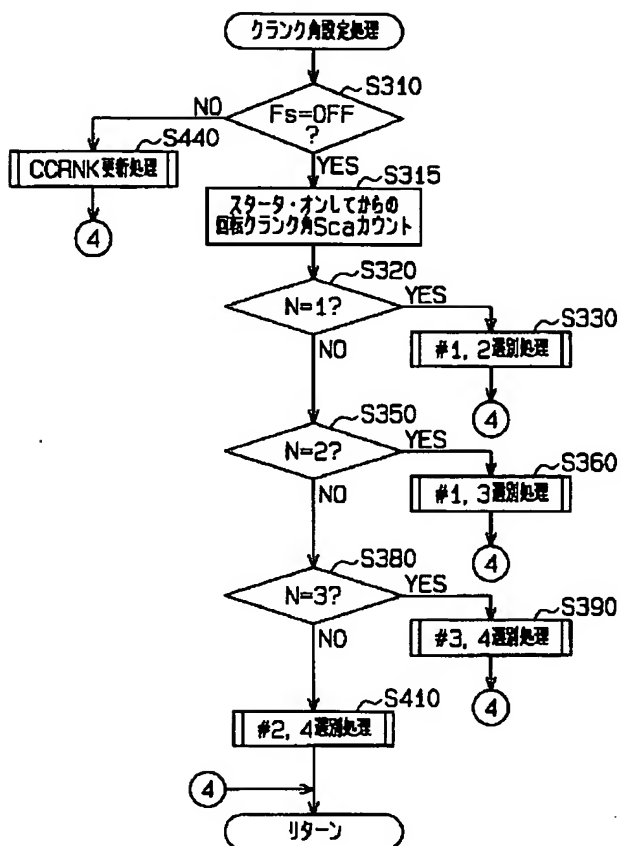 クランク角設定処理
S310
Fs=OFF
?
NO
YES
S440
CCRNK更新処理
4
S315
スタータ・オンしてからの
回転クランク角Scaカウント
S320
N=1?
YES
NO
S330
#1, 2選別処理
4
S350
N=2?
YES
NO
S360
#1, 3選別処理
4
S380
N=3?
YES
NO
S390
#3, 4選別処理
4
S410
#2, 4選別処理
4
リターン